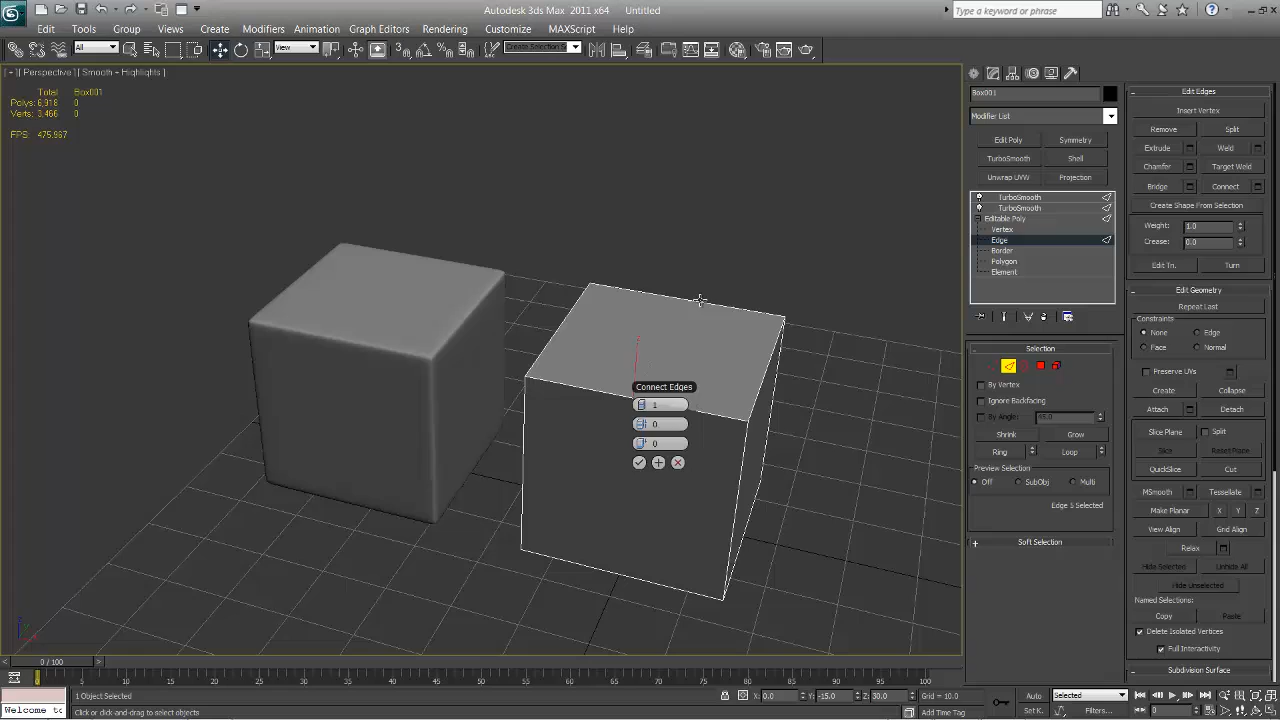 Autodesk 3ds Max 2011 x64 Untitled
Type a keyword or phrase
Edit Tools Group Views Create Modifiers Animation Graph Editors Rendering Customize MAXScript Help
All View Create Selection S
[ + ][ Perspective ][ Smooth + Highlights ]
Total Box001
Polys: 6,918 0
Verts: 3,466 0
FPS: 475.967
Connect Edges
1
0
0
Box001
Modifier List
Edit Poly Symmetry
TurboSmooth Shell
Unwrap UVW Projection
TurboSmooth
TurboSmooth
Editable Poly
Vertex
Edge
Border
Polygon
Element
Selection
By Vertex
Ignore Backfacing
By Angle: 45.0
Shrink Grow
Ring Loop
Preview Selection
Off SubObj Multi
Edge 5 Selected
Soft Selection
Edit Edges
Insert Vertex
Remove Split
Extrude Weld
Chamfer Target Weld
Bridge Connect
Create Shape From Selection
Weight: 1.0
Crease: 0.0
Edit Tri. Turn
Edit Geometry
Repeat Last
Constraints
None Edge
Face Normal
Preserve UVs
Create Collapse
Attach Detach
Slice Plane Split
Slice Reset Plane
QuickSlice Cut
MSmooth Tessellate
Make Planar X Y Z
View Align Grid Align
Relax
Hide Selected Unhide All
Hide Unselected
Named Selections:
Copy Paste
Delete Isolated Vertices
Full Interactivity
Subdivision Surface
0 / 100
0 5 10 15 20 25 30 35 40 45 50 55 60 65 70 75 80 85 90 95 100
1 Object Selected X: 0.0 Y: -15.0 Z: 30.0 Grid = 10.0 Auto Selected
Welcome to Click or click-and-drag to select objects Add Time Tag Set K. Filters... 0